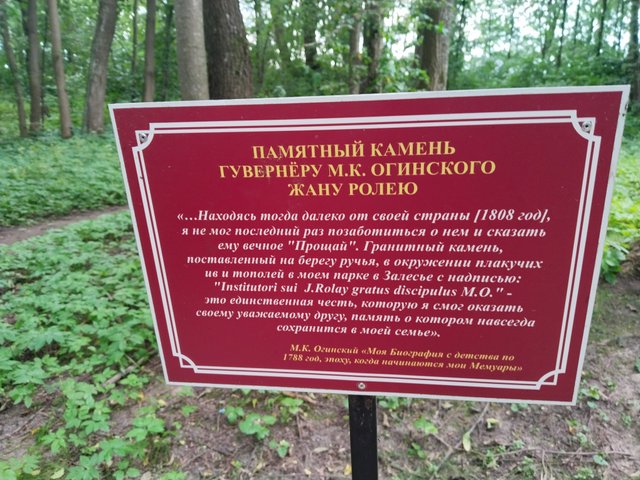 ПАМЯТНЫЙ КАМЕНЬ
ГУВЕРНЁРУ М.К. ОГИНСКОГО
ЖАНУ РОЛЕЮ
«...Находясь тогда далеко от своей страны [1808 год],
я не мог последний раз позаботиться о нем и сказать
ему вечное "Прощай". Гранитный камень,
поставленный на берегу ручья, в окружении плакучих
ив и тополей в моем парке в Залесье с надписью:
"Institutori sui J.Rolay gratus discipulus M.O." -
это единственная честь, которую я смог оказать
своему уважаемому другу, память о котором навсегда
сохранится в моей семье».
М.К. Огинский «Моя Биография с детства по
1788 год, эпоху, когда начинаются мои Мемуары»